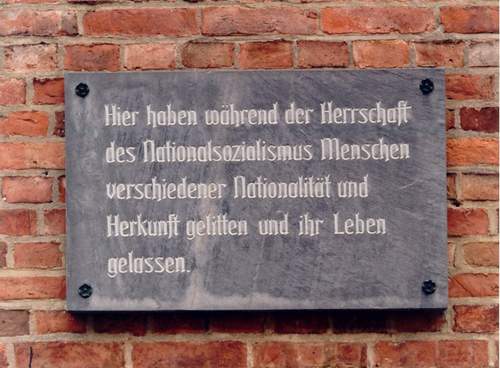 Hier haben während der Herrschaft
des Nationalsozialismus Menschen
verschiedener Nationalität und
Herkunft gelitten und ihr Leben
gelassen.